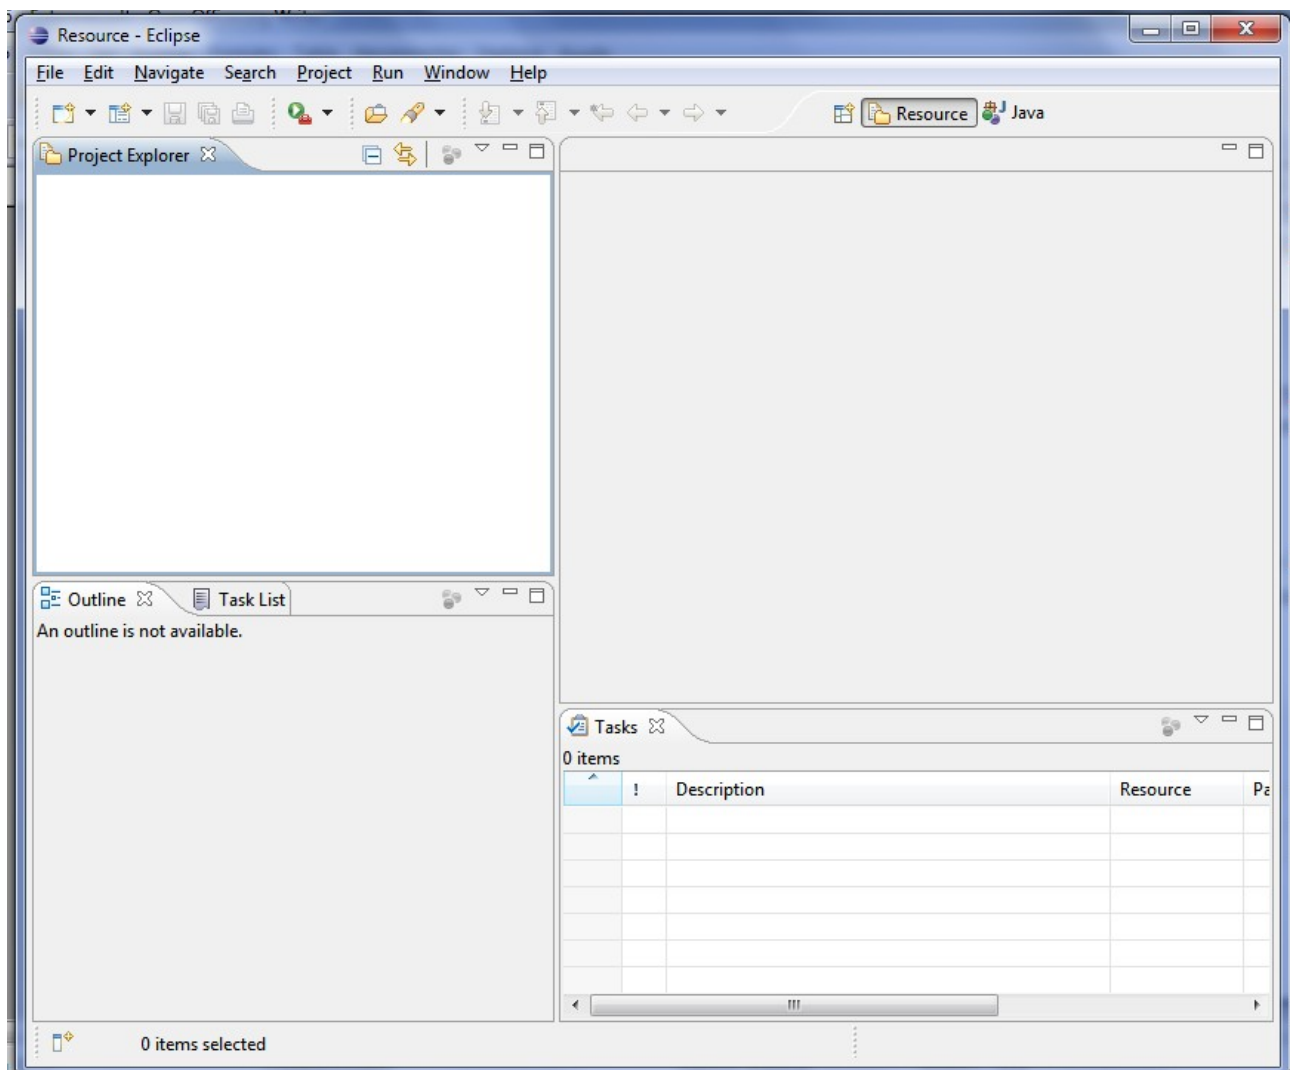 Resource - Eclipse
File Edit Navigate Search Project Run Window Help
Resource Java
Project Explorer
Outline Task List
An outline is not available.
Tasks
0 items
! Description Resource Pa
0 items selected